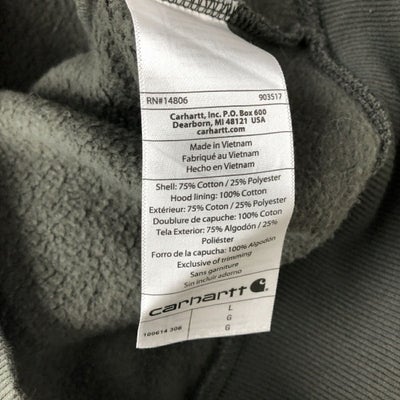 RN#14806 903517
Carhartt, Inc. P.O. Box 600
Dearborn, MI 48121 USA
carhartt.com
Made in Vietnam
Fabriqué au Vietnam
Hecho en Vietnam
Shell: 75% Cotton / 25% Polyester
Hood lining: 100% Cotton
Extérieur: 75% Coton / 25% Polyester
Doublure de capuche: 100% Coton
Tela Exterior: 75% Algodón / 25%
Poliéster
Forro de la capucha: 100% Algodón
Exclusive of trimming
Sans garniture
Sin incluir adorno
carhartt
L
G
100614 306 G